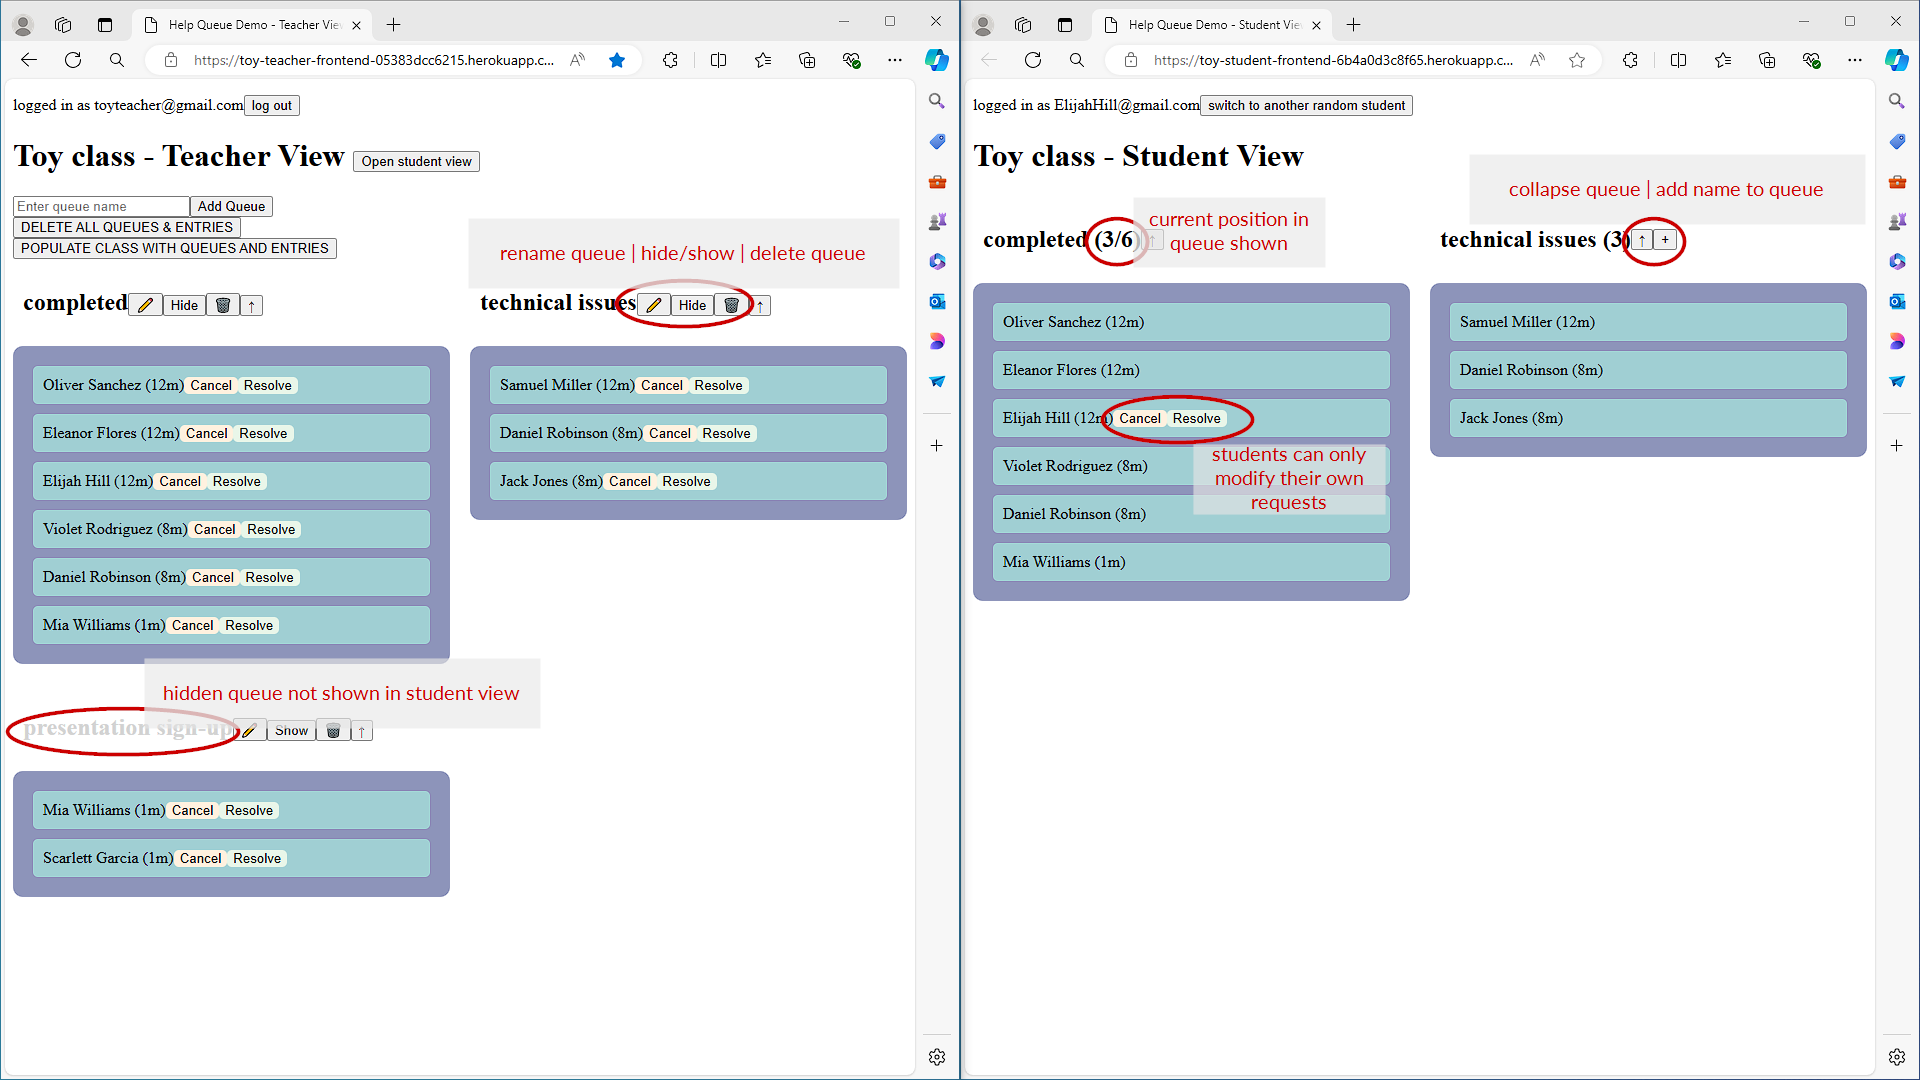 Help Queue Demo - Teacher Vie
https://toy-teacher-frontend-05383dcc6215.herokuapp.c...
logged in as toyteacher@gmail.com log out
Toy class - Teacher View Open student view
Enter queue name Add Queue
DELETE ALL QUEUES & ENTRIES
POPULATE CLASS WITH QUEUES AND ENTRIES
rename queue | hide/show | delete queue
completed Hide ↑
Oliver Sanchez (12m) Cancel Resolve
Eleanor Flores (12m) Cancel Resolve
Elijah Hill (12m) Cancel Resolve
Violet Rodriguez (8m) Cancel Resolve
Daniel Robinson (8m) Cancel Resolve
Mia Williams (1m) Cancel Resolve
technical issues Hide ↑
Samuel Miller (12m) Cancel Resolve
Daniel Robinson (8m) Cancel Resolve
Jack Jones (8m) Cancel Resolve
hidden queue not shown in student view
presentation sign-up Show ↑
Mia Williams (1m) Cancel Resolve
Scarlett Garcia (1m) Cancel Resolve
Help Queue Demo - Student Vie
https://toy-student-frontend-6b4a0d3c8f65.herokuapp.c...
logged in as ElijahHill@gmail.com switch to another random student
Toy class - Student View
collapse queue | add name to queue
current position in
queue shown
completed (3/6) ↑
Oliver Sanchez (12m)
Eleanor Flores (12m)
Elijah Hill (12m) Cancel Resolve
Violet Rodriguez (8m)
Daniel Robinson (8m)
Mia Williams (1m)
students can only
modify their own
requests
technical issues (3) ↑ +
Samuel Miller (12m)
Daniel Robinson (8m)
Jack Jones (8m)